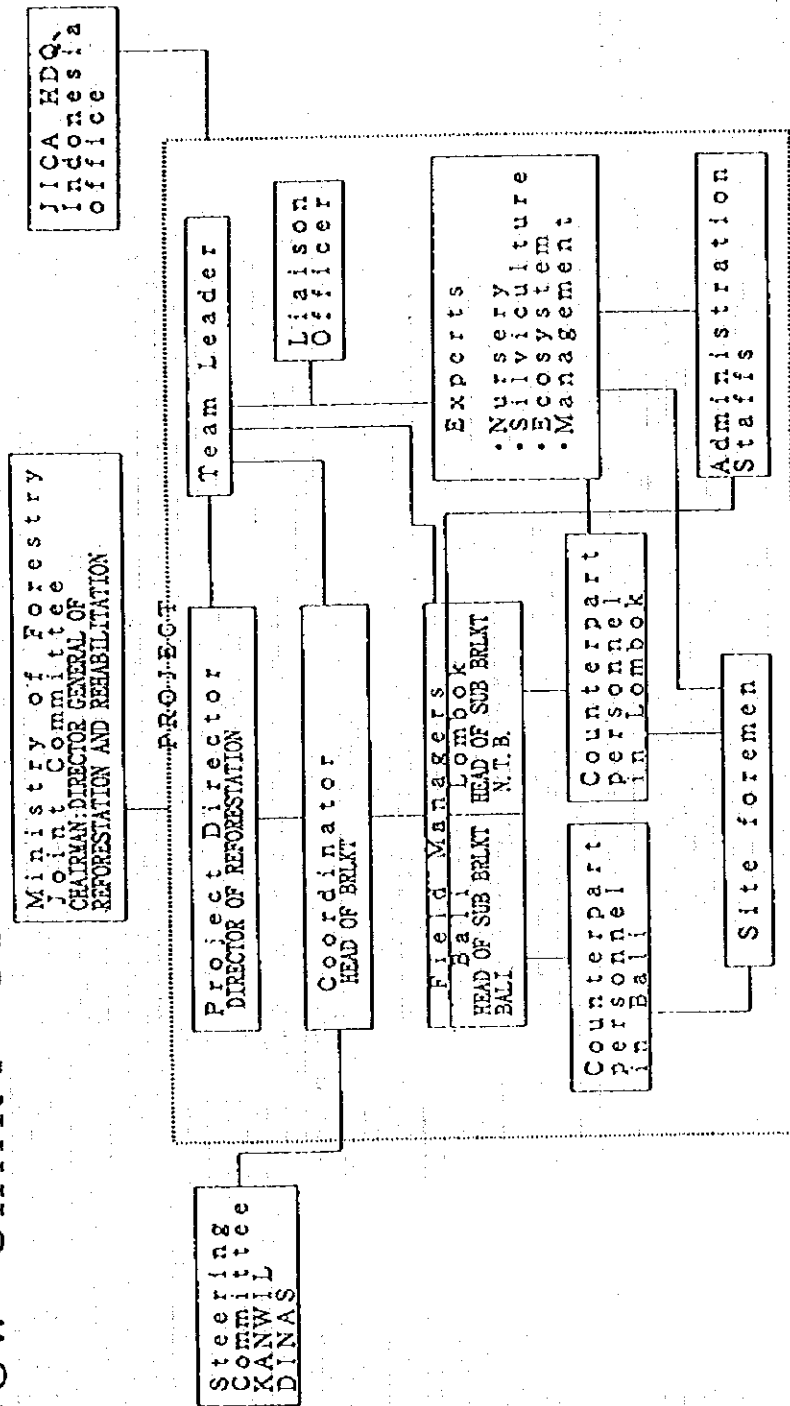 JICA HDQ,
Indonesia
office
Ministry of Forestry
Joint Committee
CHAIRMAN:DIRECTOR GENERAL OF
REFORESTATION AND REHABILITATION
PROJECT
Steering
Committee
KANWIL
DINAS
Project Director
DIRECTOR OF REFORESTATION
Team Leader
Liaison
Officer
Coordinator
HEAD OF BRLKT
Field Managers
Bali
HEAD OF SUB BRLKT
BALI
Lombok
HEAD OF SUB BRLKT
N.T.B.
Experts
・Nursery
・Silviculture
・Ecosystem
・Management
Counterpart
personnel
in Bali
Counterpart
personnel
in Lombok
Administration
Staffs
Site foremen